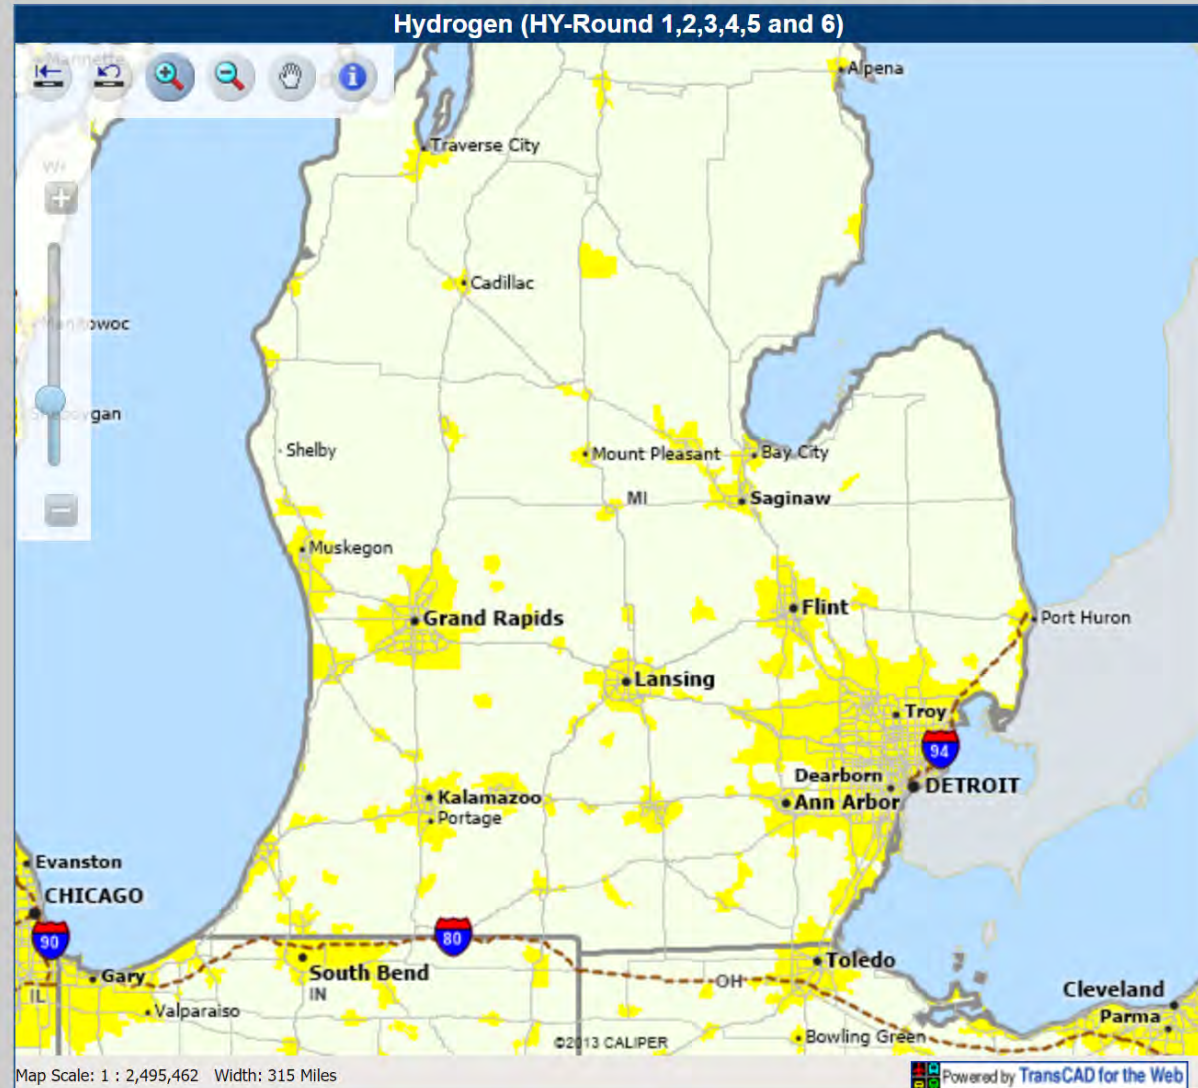 Hydrogen (HY-Round 1,2,3,4,5 and 6)
Marinette
Alpena
Traverse City
Cadillac
Manitowoc
Sheboygan
Shelby
Mount Pleasant
Bay City
MI
Saginaw
Muskegon
Flint
Grand Rapids
Port Huron
Lansing
Troy
94
Dearborn
DETROIT
Kalamazoo
Ann Arbor
Portage
Evanston
CHICAGO
90
80
Toledo
South Bend
Gary
OH
IL
IN
Cleveland
Valparaiso
Parma
Bowling Green
©2013 CALIPER
Map Scale: 1 : 2,495,462 Width: 315 Miles
Powered by TransCAD for the Web